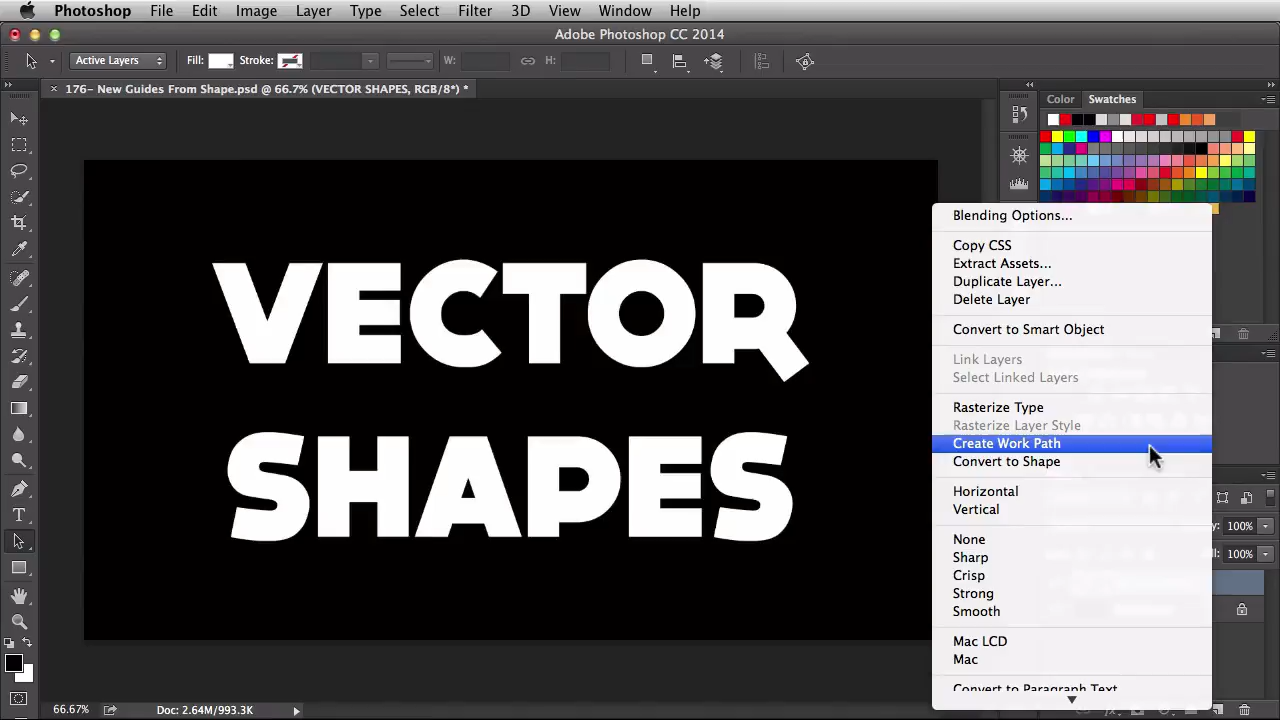 Photoshop File Edit Image Layer Type Select Filter 3D View Window Help
Adobe Photoshop CC 2014
Active Layers Fill: Stroke: W: H:
176- New Guides From Shape.psd @ 66.7% (VECTOR SHAPES, RGB/8*) *
Color Swatches
VECTOR
SHAPES
Blending Options...
Copy CSS
Extract Assets...
Duplicate Layer...
Delete Layer
Convert to Smart Object
Link Layers
Select Linked Layers
Rasterize Type
Rasterize Layer Style
Create Work Path
Convert to Shape
Horizontal
Vertical
None
Sharp
Crisp
Strong
Smooth
Mac LCD
Mac
Convert to Paragraph Text
100%
100%
66.67% Doc: 2.64M/993.3K